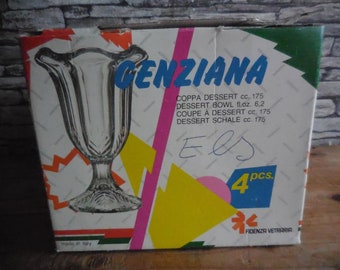 GENZIANA
COPPA DESSERT cc. 175
DESSERT BOWL fl.oz. 6.2
COUPE À DESSERT cc. 175
DESSERT SCHALE cc. 175
Els
4 pcs.
FIDENZA VETRARIA